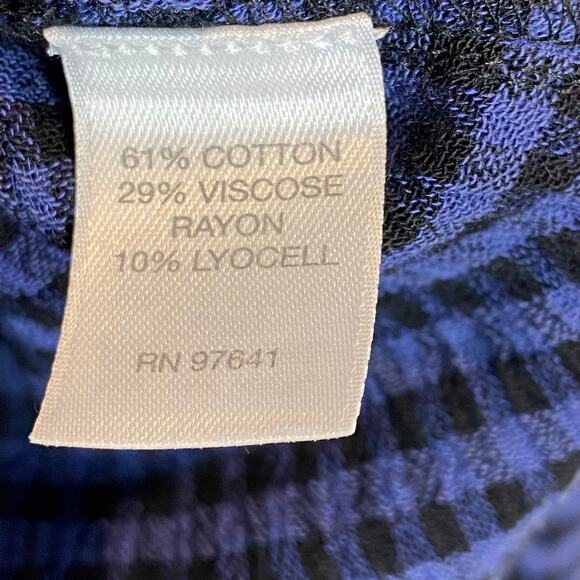 61% COTTON
29% VISCOSE
RAYON
10% LYOCELL
RN 97641